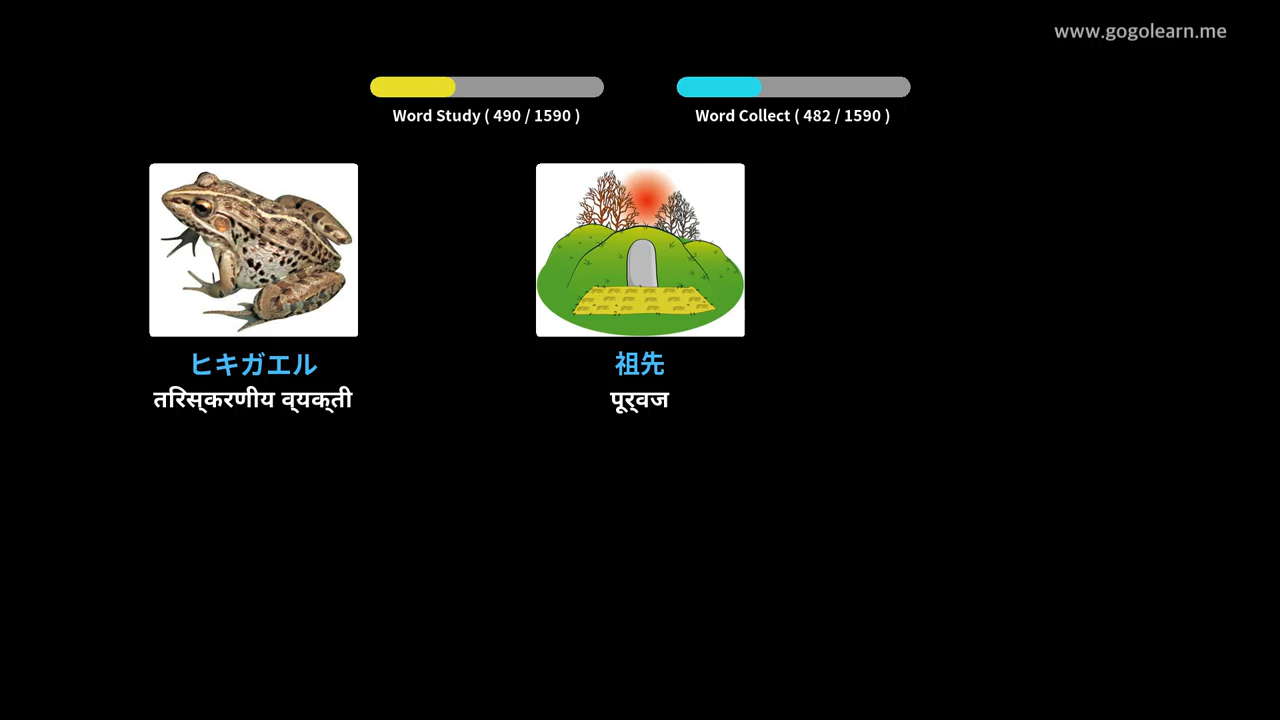 www.gogolearn.me
Word Study ( 490 / 1590 )
Word Collect ( 482 / 1590 )
ヒキガエル
तिरस्करणीय व्यक्ती
祖先
पूर्वज